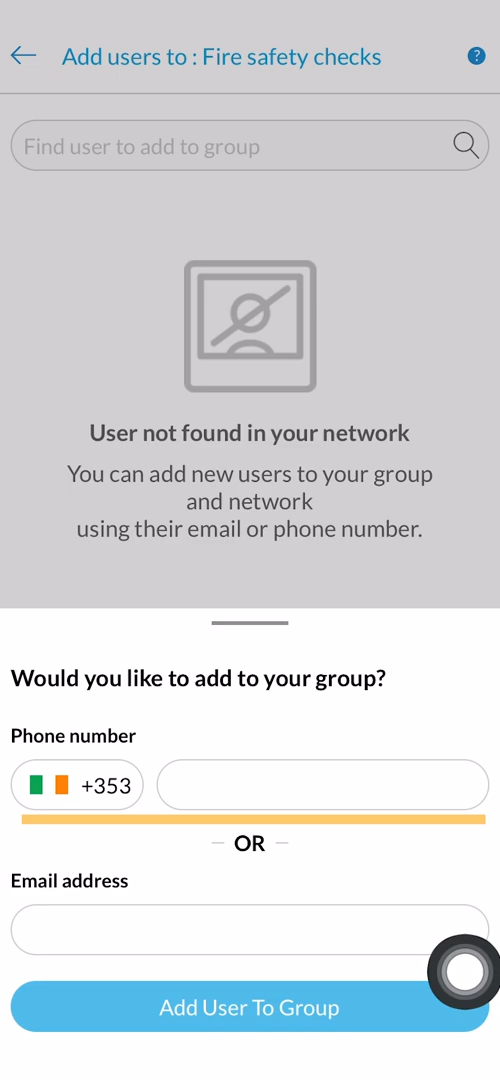 Add users to : Fire safety checks
?
Find user to add to group
User not found in your network
You can add new users to your group
and network
using their email or phone number.
Would you like to add to your group?
Phone number
+353
OR
Email address
Add User To Group